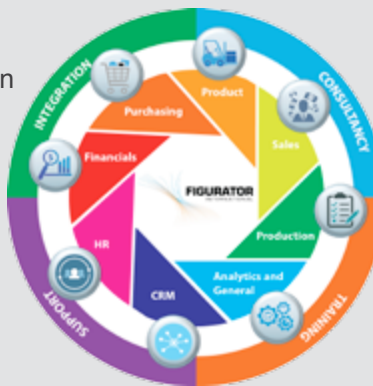 n
INTEGRATION
CONSULTANCY
Product
Purchasing
Sales
Financials
FIGURATOR
HR
Production
Analytics and
General
CRM
SUPPORT
TRAINING